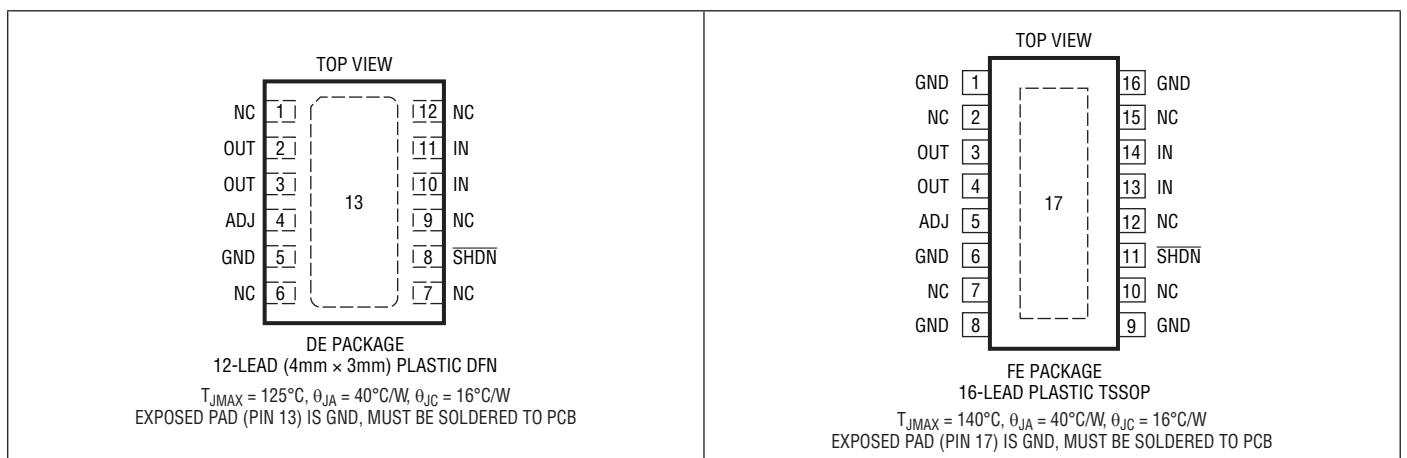 TOP VIEW
NC 1 12 NC
OUT 2 11 IN
OUT 3 10 IN
13
ADJ 4 9 NC
GND 5 8 SHDN
NC 6 7 NC
DE PACKAGE
12-LEAD (4mm × 3mm) PLASTIC DFN
TJMAX = 125°C, θJA = 40°C/W, θJC = 16°C/W
EXPOSED PAD (PIN 13) IS GND, MUST BE SOLDERED TO PCB
TOP VIEW
GND 1 16 GND
NC 2 15 NC
OUT 3 14 IN
OUT 4 13 IN
17
ADJ 5 12 NC
GND 6 11 SHDN
NC 7 10 NC
GND 8 9 GND
FE PACKAGE
16-LEAD PLASTIC TSSOP
TJMAX = 140°C, θJA = 40°C/W, θJC = 16°C/W
EXPOSED PAD (PIN 17) IS GND, MUST BE SOLDERED TO PCB